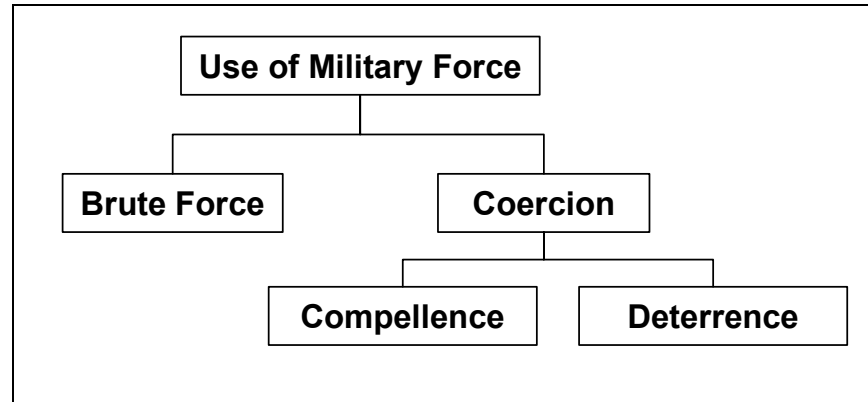 Use of Military Force
Brute Force
Coercion
Compellence
Deterrence